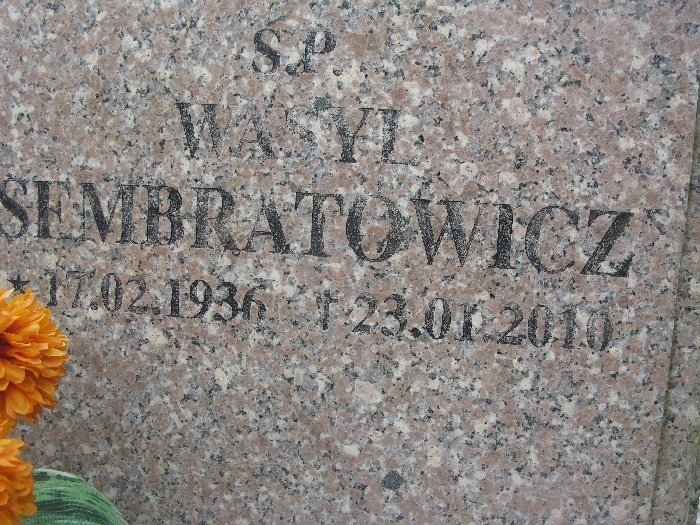 Ś.P.
WASYL
SEMBRATOWICZ
* 17.02.1936 † 23.01.2010